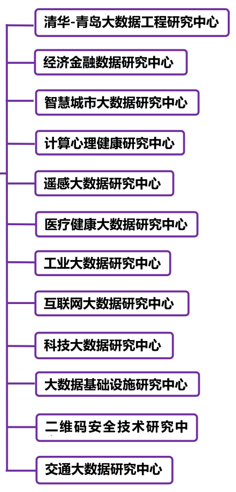 清华-青岛大数据工程研究中心
经济金融数据研究中心
智慧城市大数据研究中心
计算心理健康研究中心
遥感大数据研究中心
医疗健康大数据研究中心
工业大数据研究中心
互联网大数据研究中心
科技大数据研究中心
大数据基础设施研究中心
二维码安全技术研究中
交通大数据研究中心